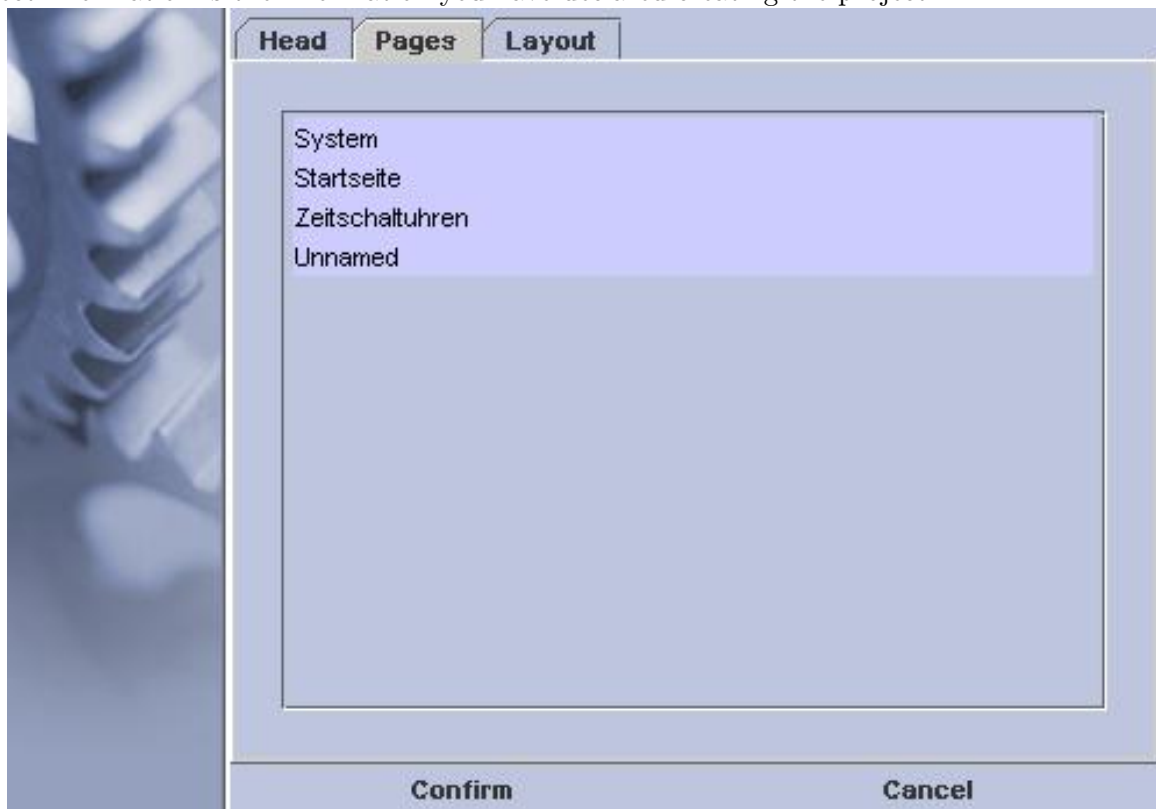 Head Pages Layout
System
Startseite
Zeitschaltuhren
Unnamed
Confirm Cancel